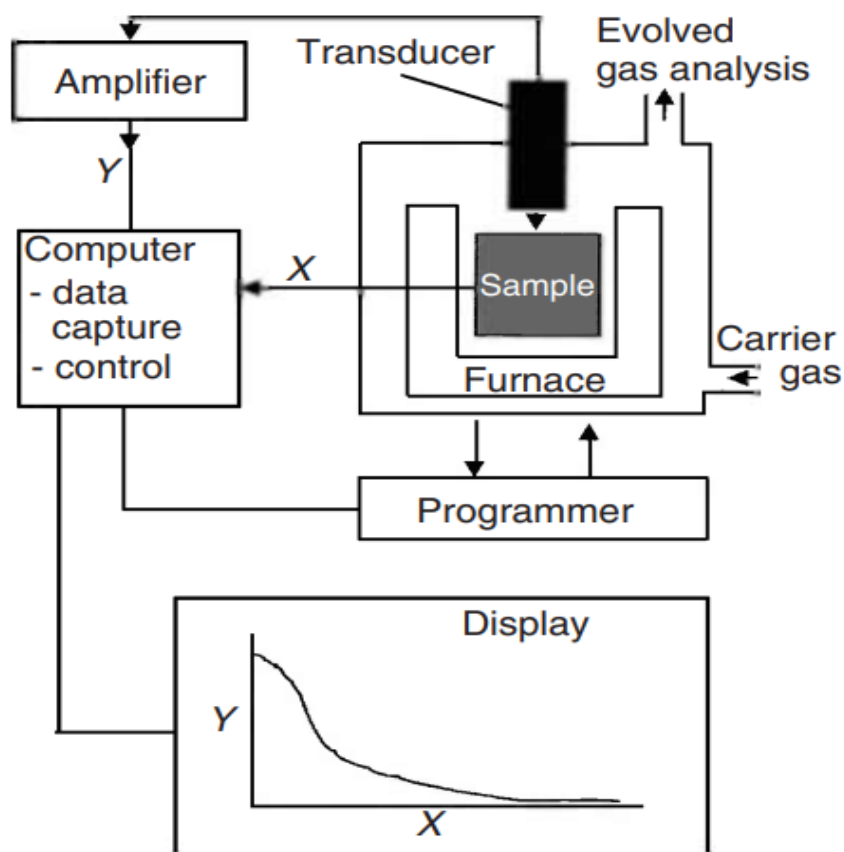 Amplifier
Transducer
Evolved
gas analysis
Y
Computer
- data
capture
- control
X
Sample
Furnace
Carrier
gas
Programmer
Display
Y
X